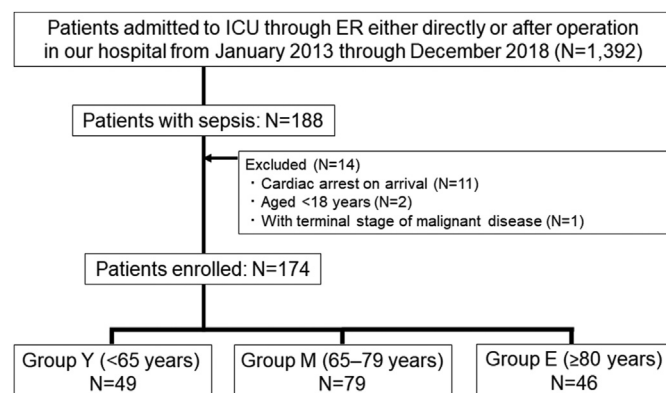 Patients admitted to ICU through ER either directly or after operation
in our hospital from January 2013 through December 2018 (N=1,392)
Patients with sepsis: N=188
Excluded (N=14)
・Cardiac arrest on arrival (N=11)
・Aged <18 years (N=2)
・With terminal stage of malignant disease (N=1)
Patients enrolled: N=174
Group Y (<65 years)
N=49
Group M (65–79 years)
N=79
Group E (≥80 years)
N=46